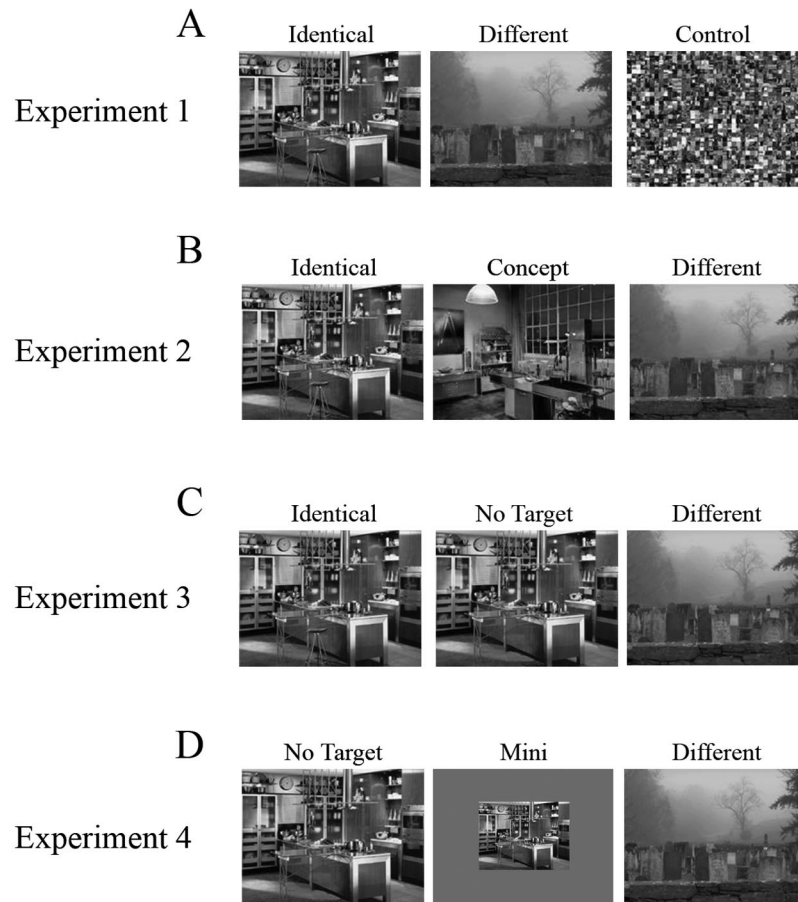 A
Identical Different Control
Experiment 1
B
Identical Concept Different
Experiment 2
C
Identical No Target Different
Experiment 3
D
No Target Mini Different
Experiment 4